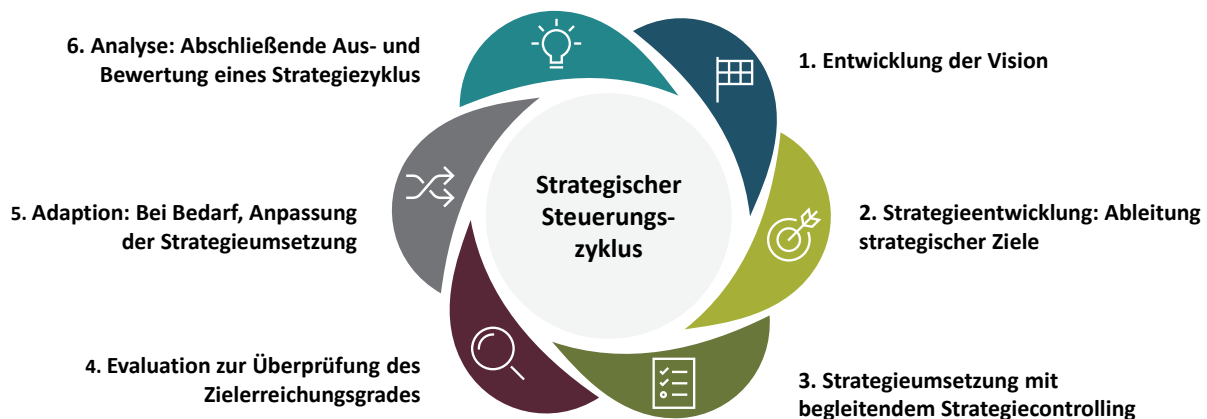 6. Analyse: Abschließende Aus- und
Bewertung eines Strategiezyklus
1. Entwicklung der Vision
Strategischer
Steuerungs-
zyklus
5. Adaption: Bei Bedarf, Anpassung
der Strategieumsetzung
2. Strategieentwicklung: Ableitung
strategischer Ziele
4. Evaluation zur Überprüfung des
Zielerreichungsgrades
3. Strategieumsetzung mit
begleitendem Strategiecontrolling